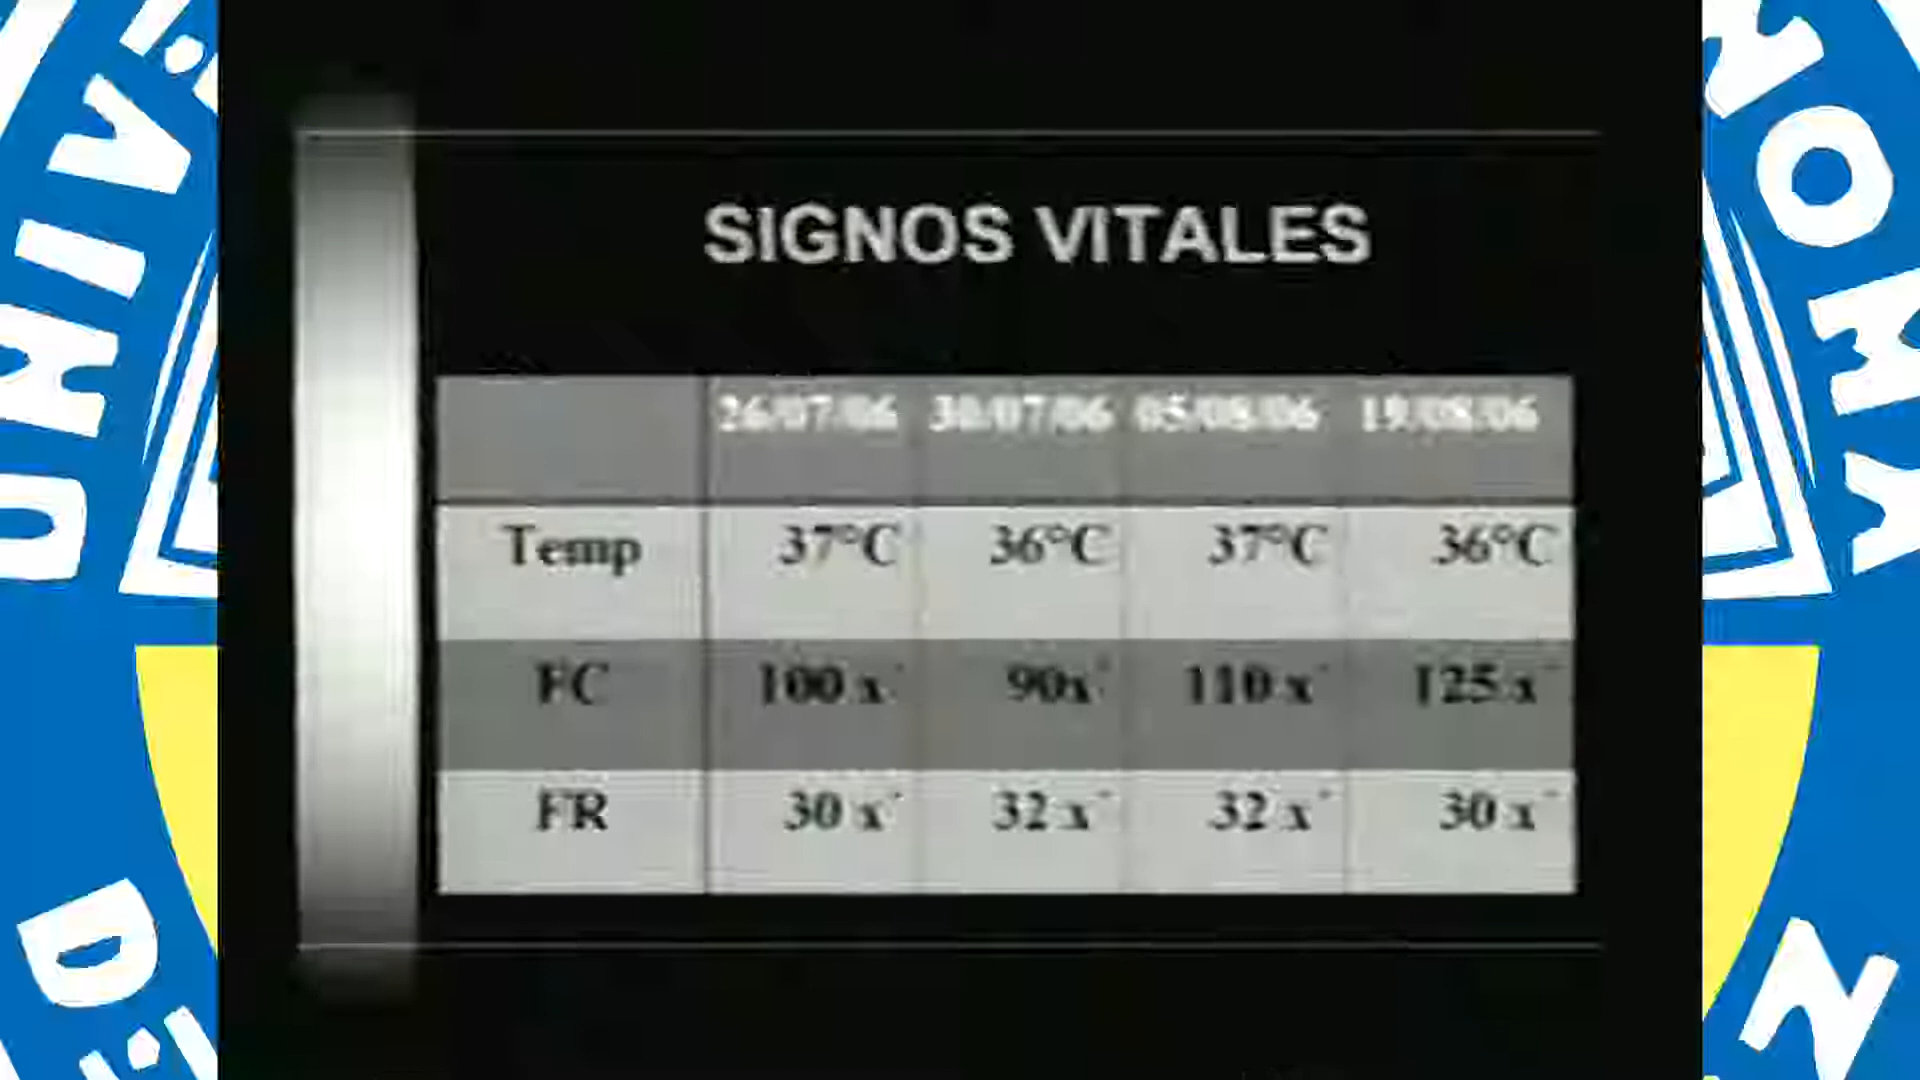 SIGNOS VITALES
26/07/06 30/07/06 05/08/06 19/08/06
Temp 37°C 36°C 37°C 36°C
FC 100 x' 90x' 110 x' 125 x'
FR 30 x' 32 x' 32 x' 30 x'